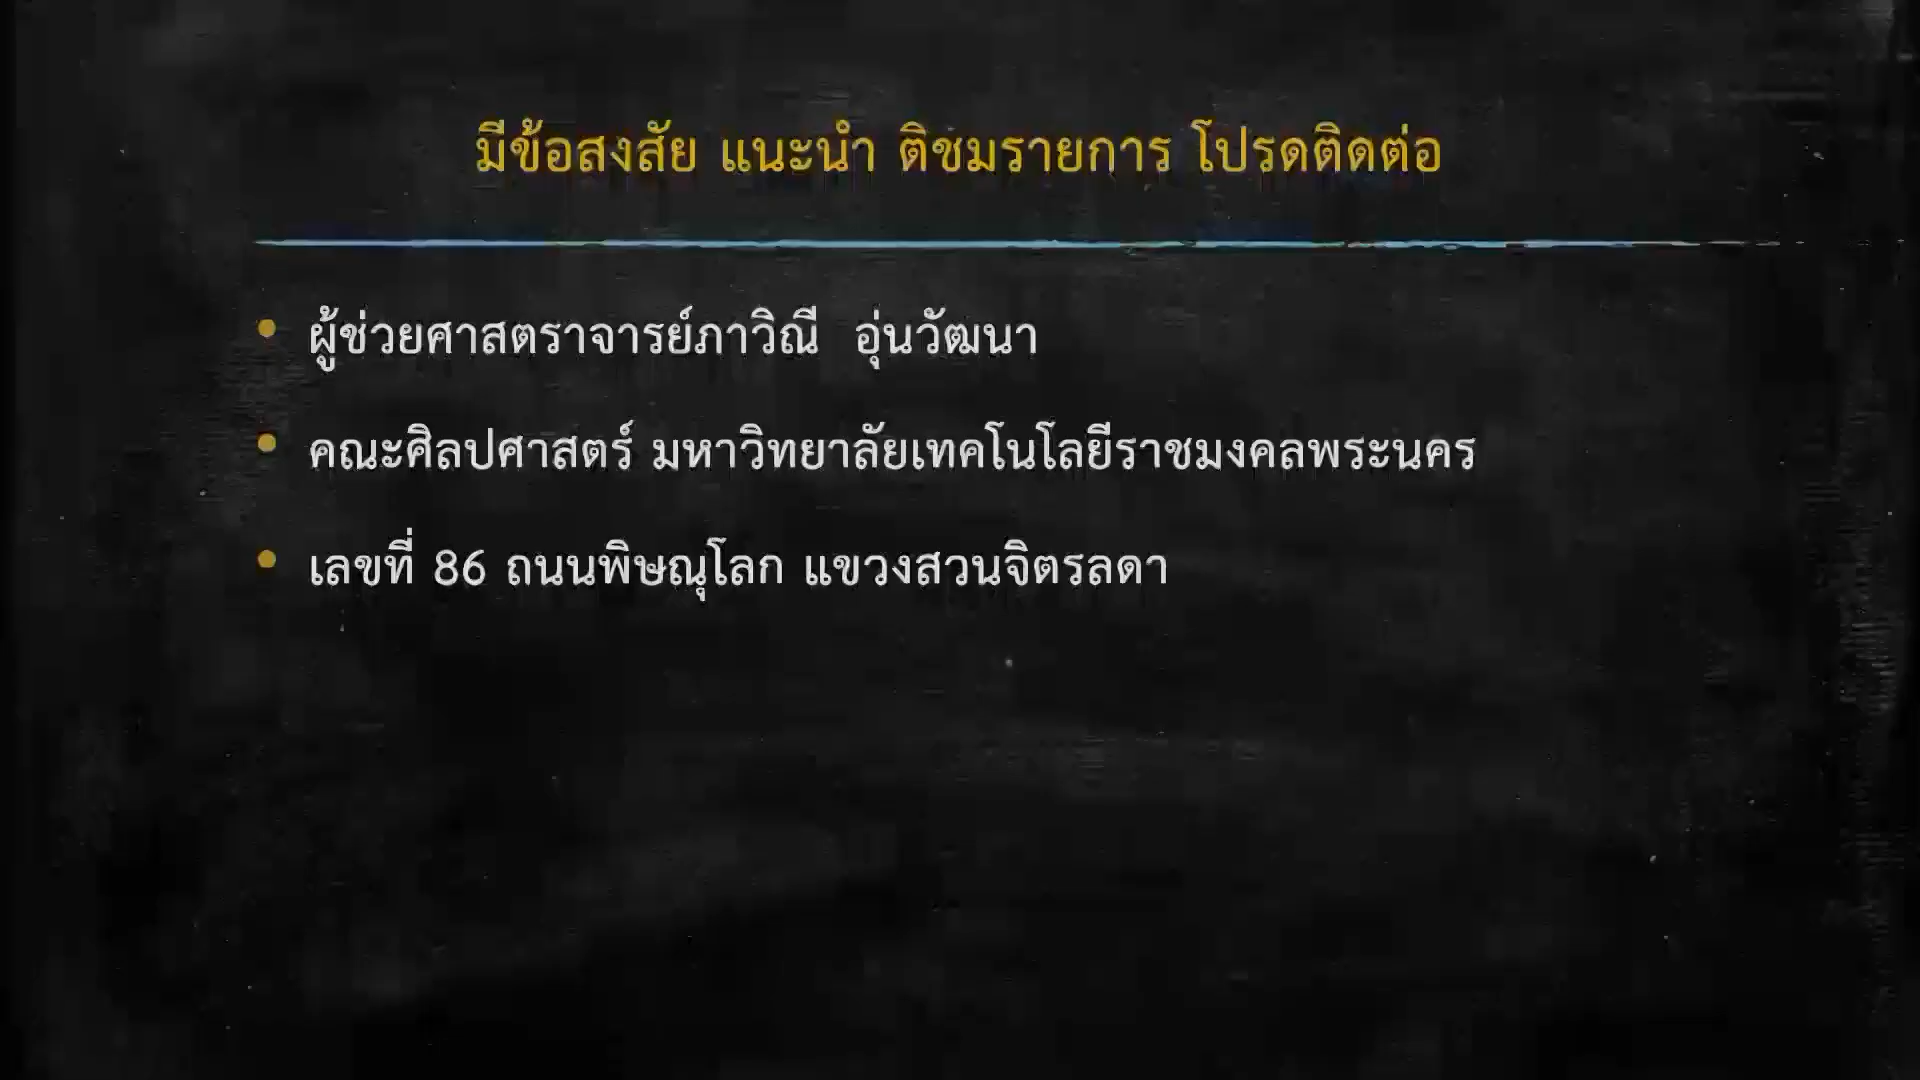 มีข้อสงสัย แนะนำ ติชมรายการ โปรดติดต่อ
• ผู้ช่วยศาสตราจารย์ภาวิณี  อุ่นวัฒนา
• คณะศิลปศาสตร์ มหาวิทยาลัยเทคโนโลยีราชมงคลพระนคร
• เลขที่ 86 ถนนพิษณุโลก แขวงสวนจิตรลดา